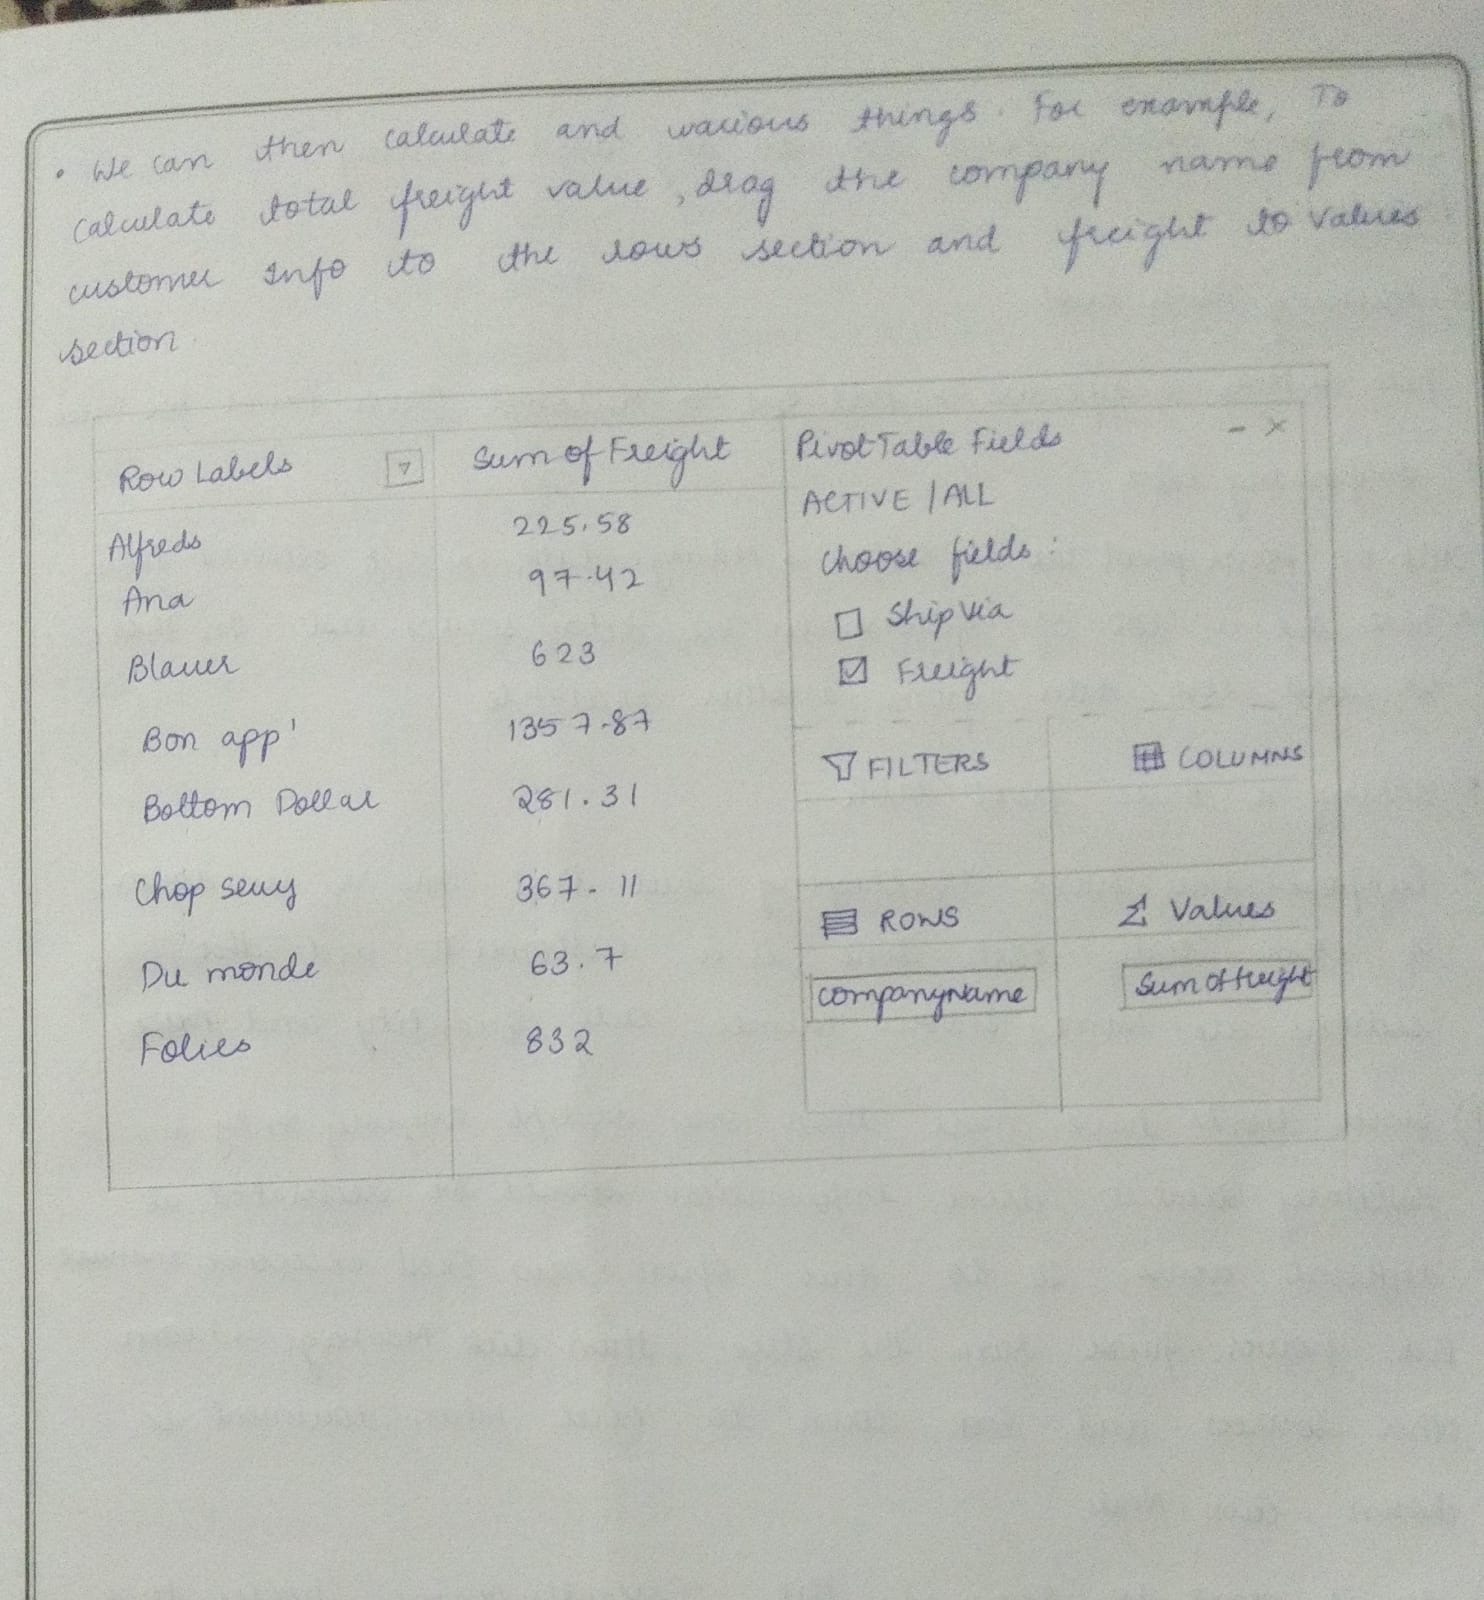 • We can then calculate and various things. For example, To
calculate total freight value, drag the company name from
customer Info to the rows section and freight to values
section.
Row Labels Sum of Freight
Alfreds 225.58
Ana 97.42
Blauer 623
Bon app' 1357.87
Bottom Dollar 281.31
Chop seuy 367.11
Du monde 63.7
Folies 832
PivotTable Fields - ×
ACTIVE | ALL
Choose fields:
Ship Via
Freight
FILTERS COLUMNS
ROWS Σ Values
CompanyName Sum of freight